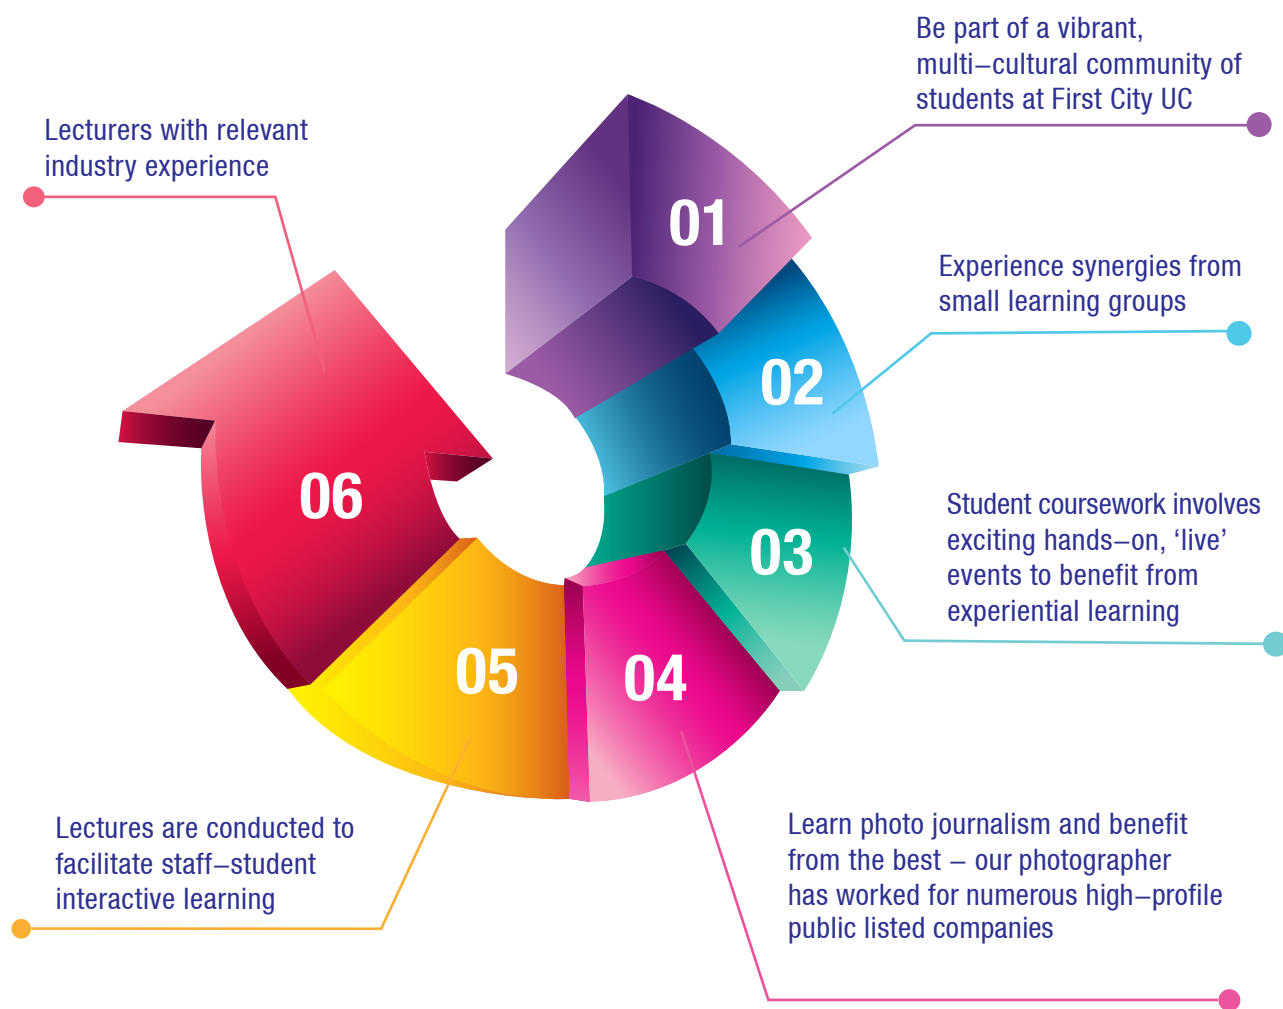 Be part of a vibrant,
multi–cultural community of
students at First City UC
Lecturers with relevant
industry experience
01
Experience synergies from
small learning groups
02
06
Student coursework involves
exciting hands–on, ‘live’
events to benefit from
experiential learning
03
05
04
Lectures are conducted to
facilitate staff–student
interactive learning
Learn photo journalism and benefit
from the best – our photographer
has worked for numerous high–profile
public listed companies